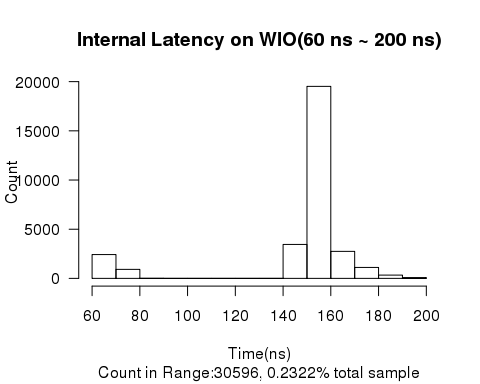 Internal Latency on WIO(60 ns ~ 200 ns)
20000
15000
10000
5000
0
Count
60 80 100 120 140 160 180 200
Time(ns)
Count in Range:30596, 0.2322% total sample